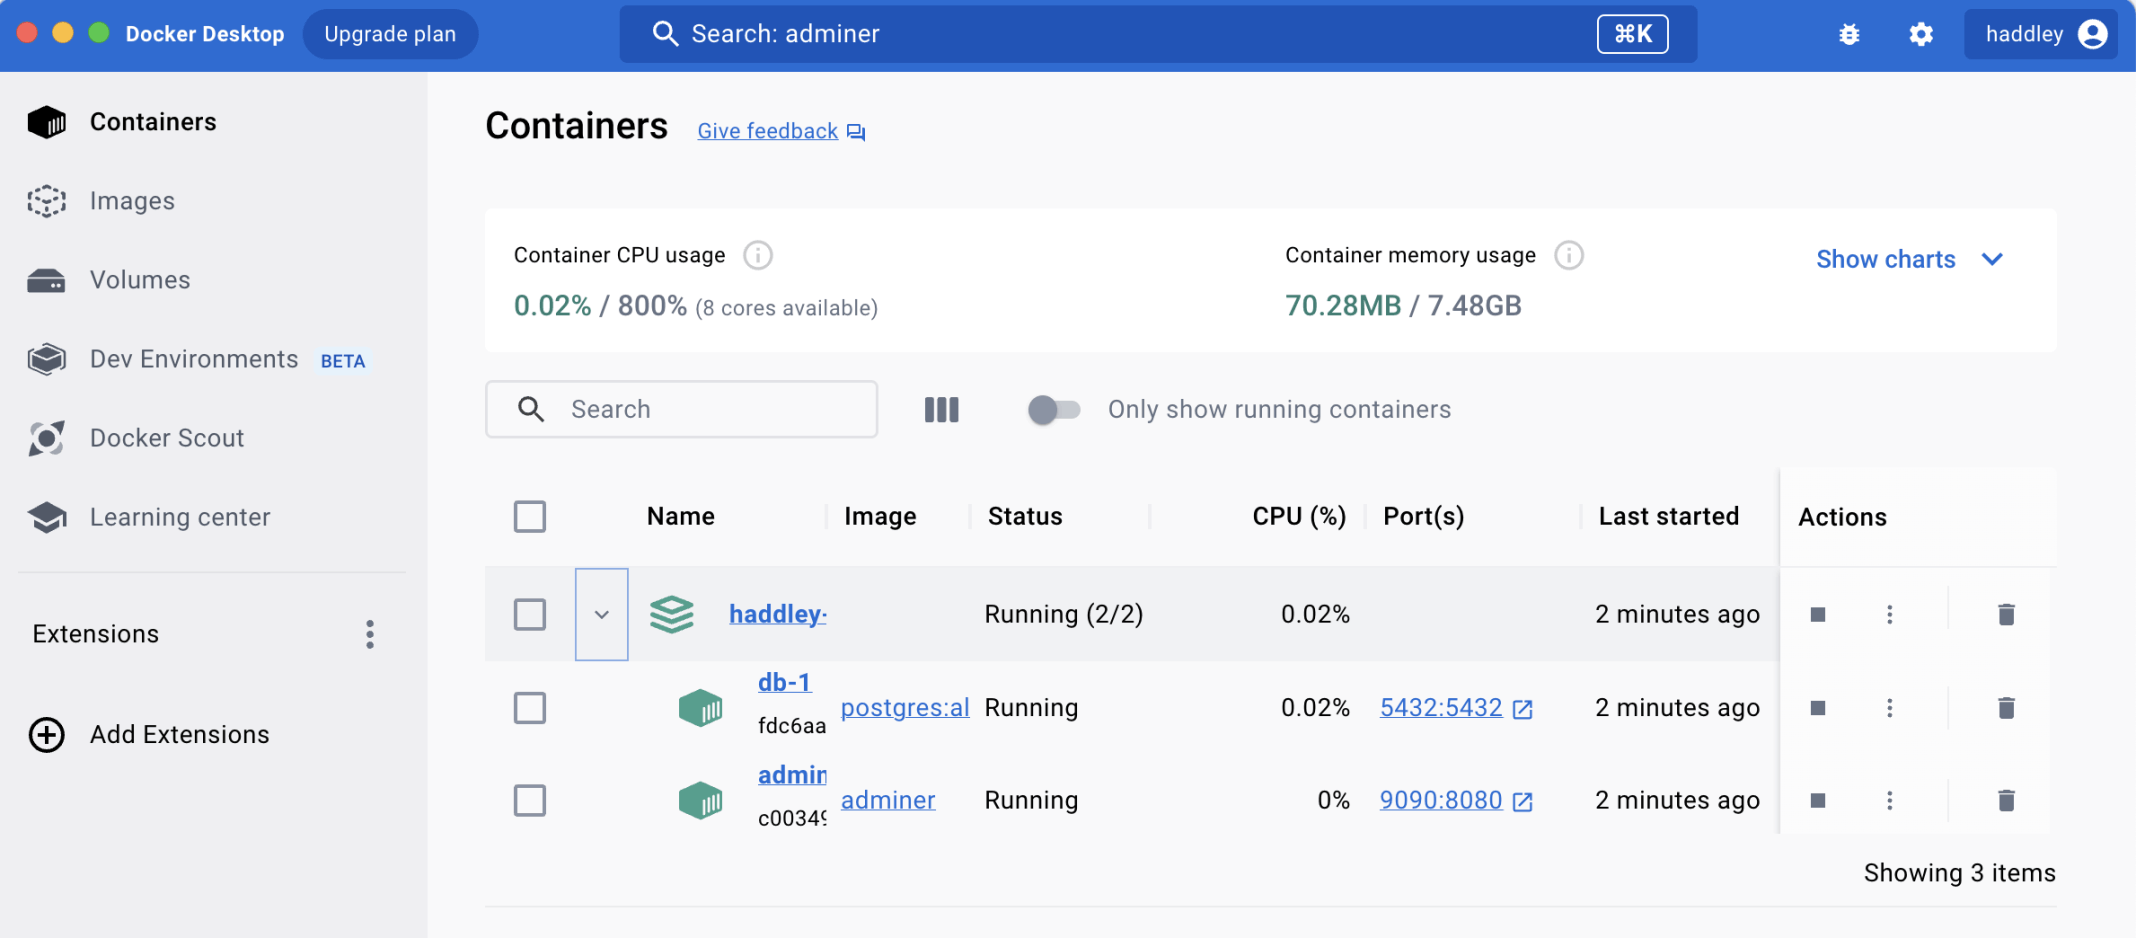 Docker Desktop
Upgrade plan
Search: adminer
⌘K
haddley
Containers
Images
Volumes
Dev Environments BETA
Docker Scout
Learning center
Extensions
Add Extensions
Containers Give feedback
Container CPU usage
0.02% / 800% (8 cores available)
Container memory usage
70.28MB / 7.48GB
Show charts
Search
Only show running containers
Name Image Status CPU (%) Port(s) Last started Actions
haddley- Running (2/2) 0.02% 2 minutes ago
db-1
fdc6aa
postgres:al Running 0.02% 5432:5432 2 minutes ago
admin
c00349
adminer Running 0% 9090:8080 2 minutes ago
Showing 3 items